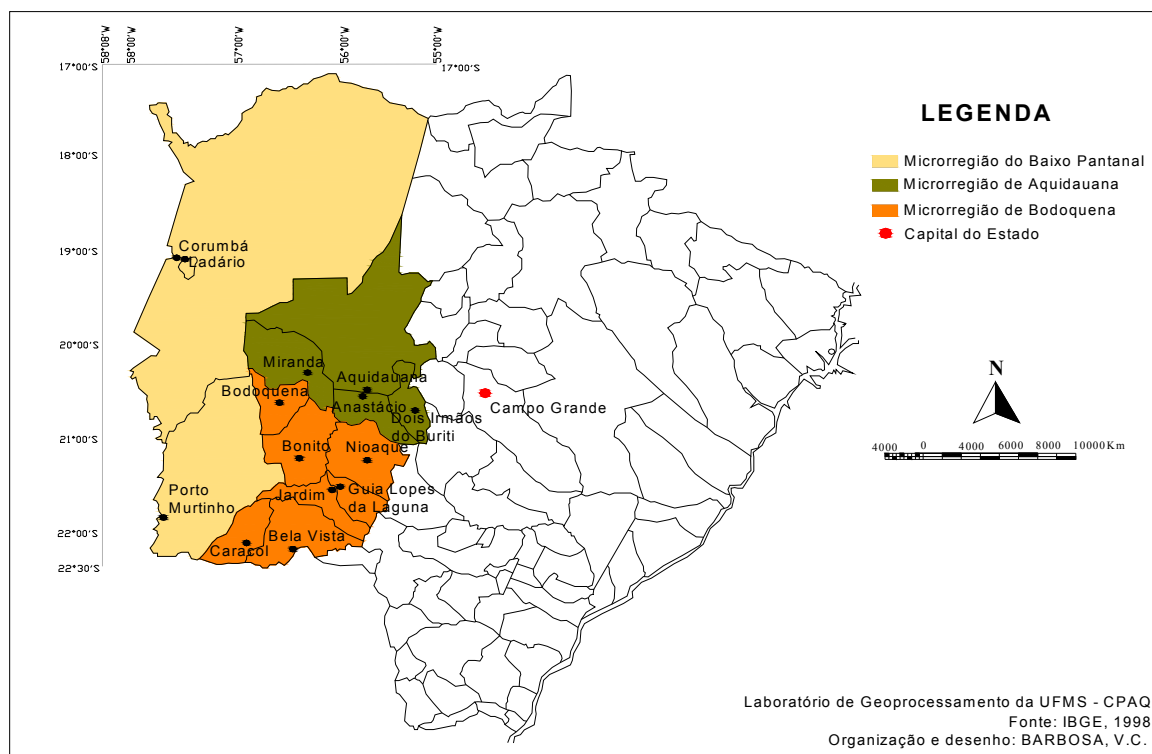 58°08'W
58°00'W
57°00'W
56°00'W
55°00'W
17°00'S
17°00'S
18°00'S
19°00'S
20°00'S
21°00'S
22°00'S
22°30'S
Corumbá
Ladário
Miranda
Aquidauana
Bodoquena
Anastácio
Dois Irmãos
do Buriti
Campo Grande
Bonito
Nioaque
Porto
Murtinho
Jardim
Guia Lopes
da Laguna
Bela Vista
Caracol
LEGENDA
Microrregião do Baixo Pantanal
Microrregião de Aquidauana
Microrregião de Bodoquena
Capital do Estado
N
4000 0 4000 6000 8000 10000Km
Laboratório de Geoprocessamento da UFMS - CPAQ
Fonte: IBGE, 1998
Organização e desenho: BARBOSA, V.C.